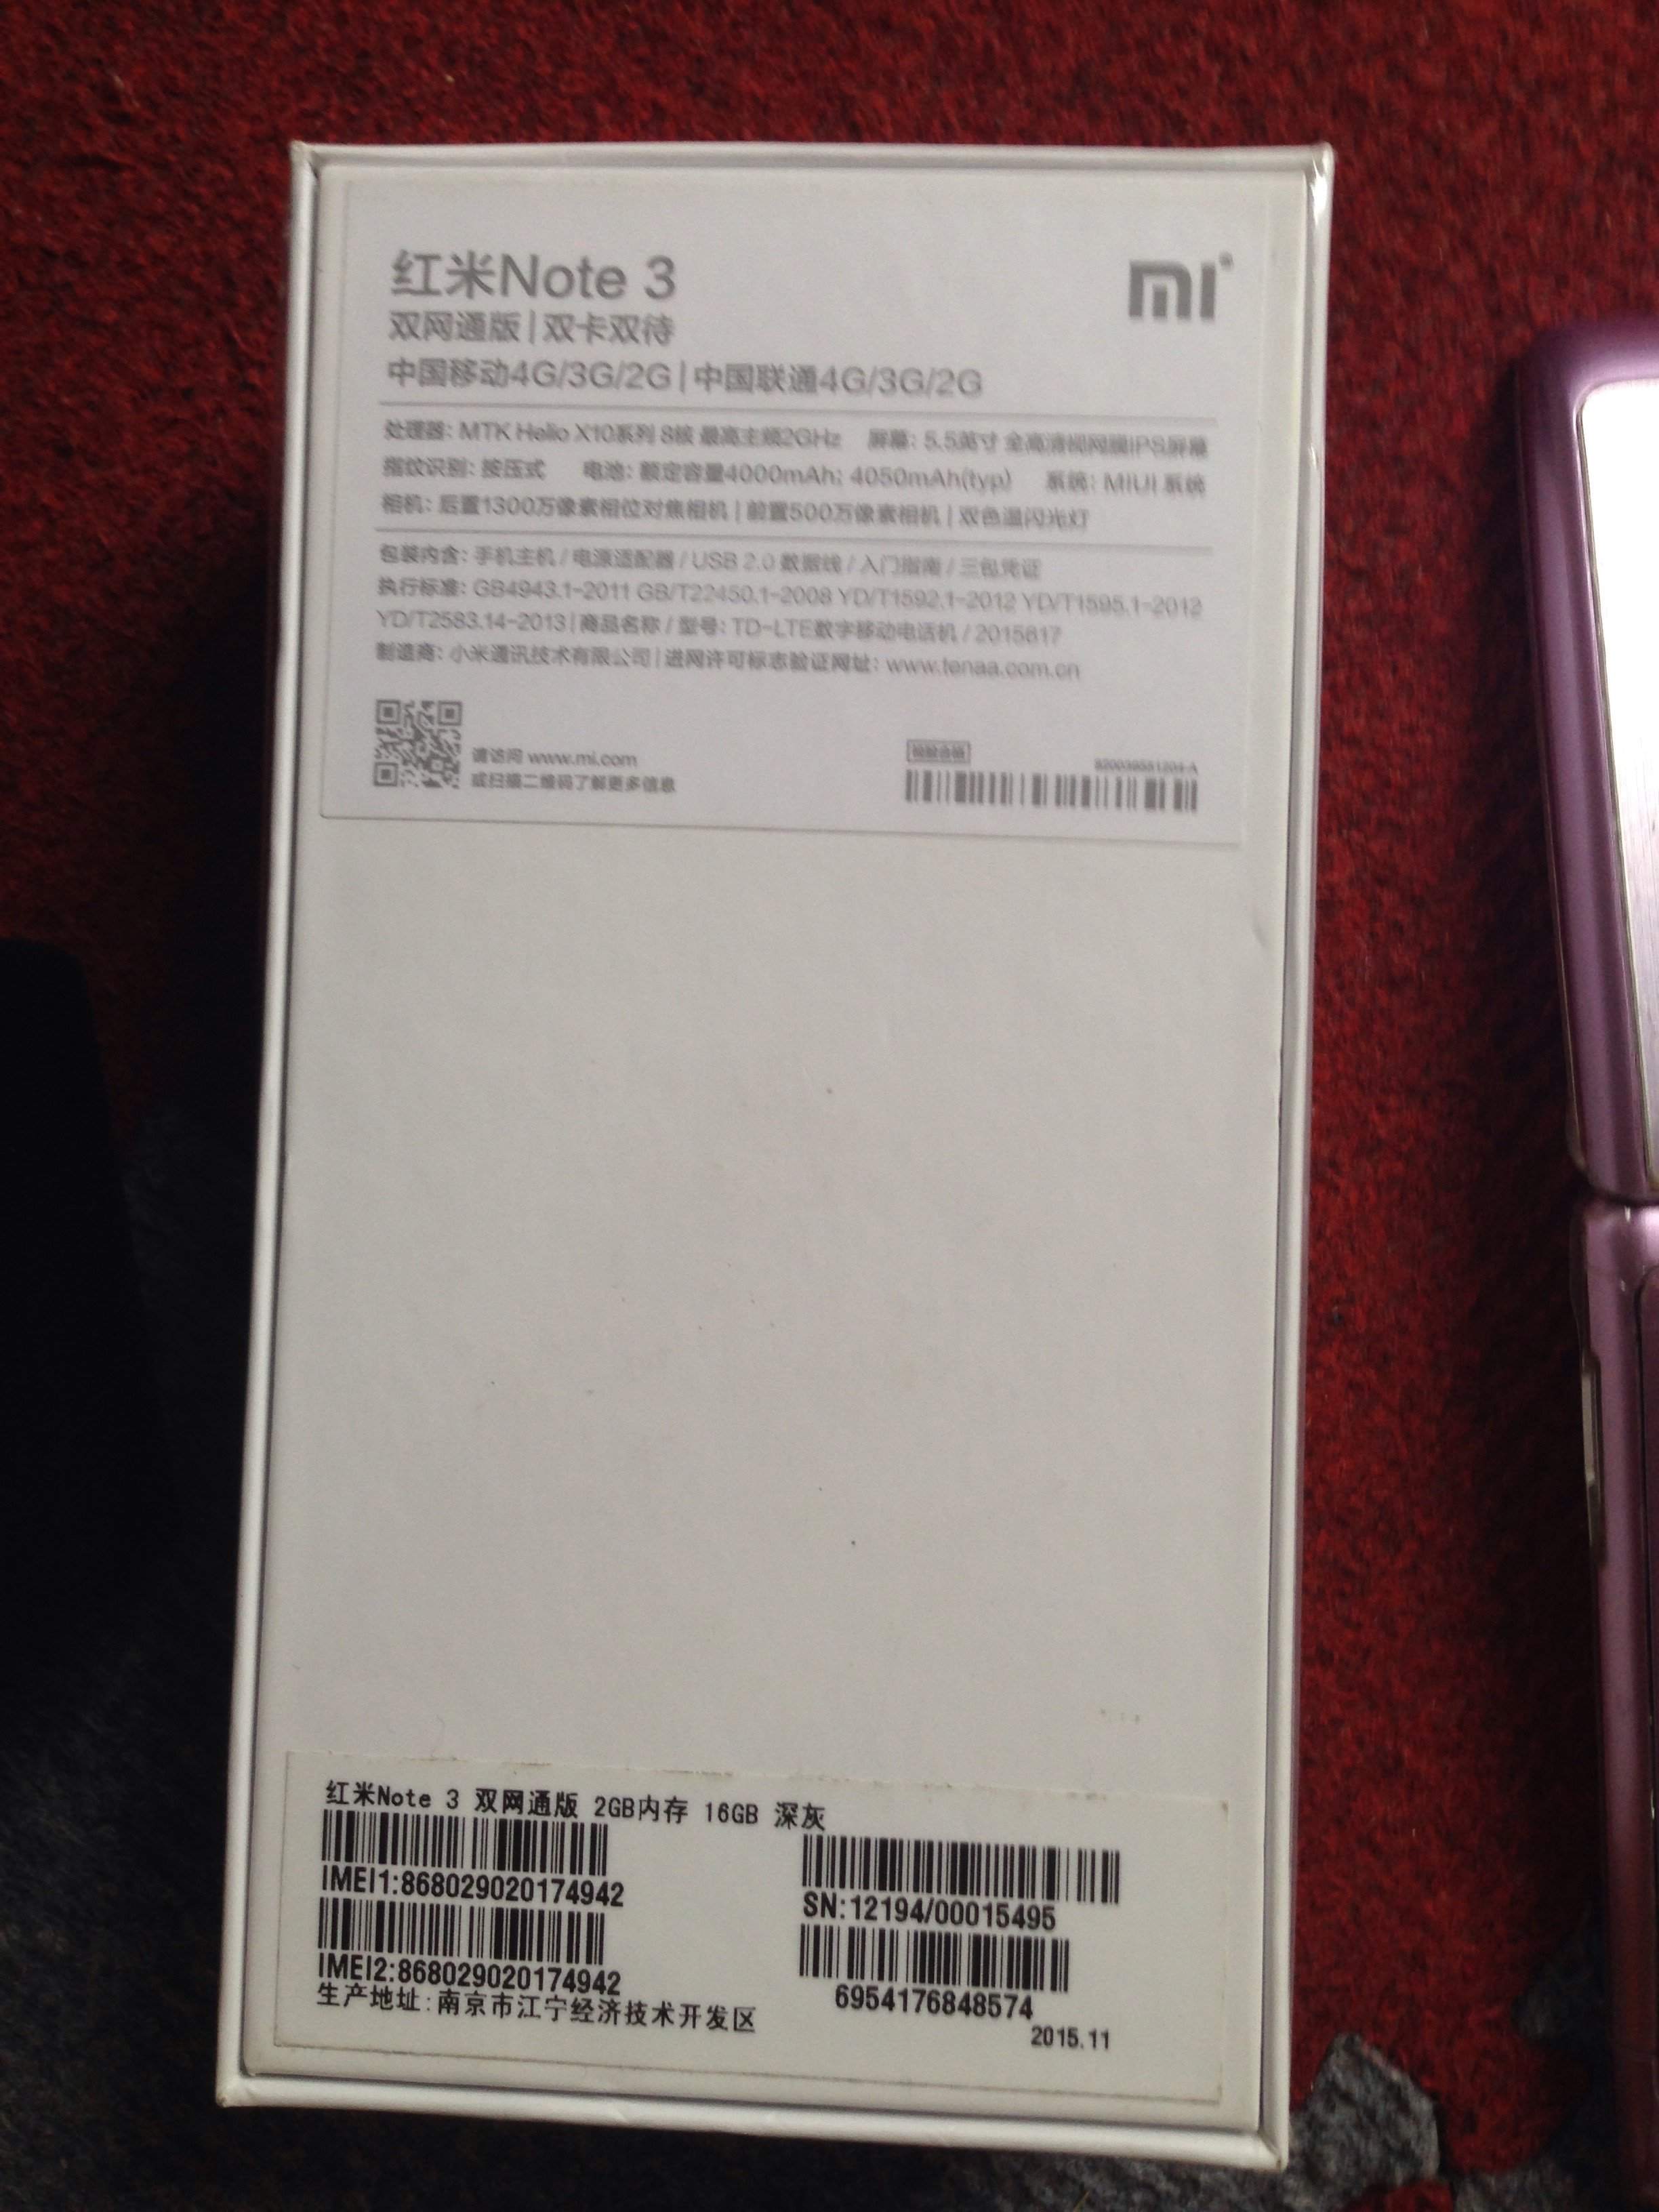 红米Note 3
mi
双网通版 | 双卡双待
中国移动4G/3G/2G | 中国联通4G/3G/2G
处理器: MTK Helio X10系列 8核 最高主频2GHz 屏幕: 5.5英寸 全高清视网膜IPS屏幕
指纹识别: 按压式 电池: 额定容量4000mAh; 4050mAh(typ) 系统: MIUI 系统
相机: 后置1300万像素相位对焦相机 | 前置500万像素相机 | 双色温闪光灯
包装内含: 手机主机 / 电源适配器 / USB 2.0 数据线 / 入门指南 / 三包凭证
执行标准: GB4943.1-2011 GB/T22450.1-2008 YD/T1592.1-2012 YD/T1595.1-2012
YD/T2583.14-2013 | 商品名称 / 型号: TD-LTE数字移动电话机 / 2015617
制造商: 小米通讯技术有限公司 | 进网许可标志验证网址: www.tenaa.com.cn
请访问 www.mi.com
或扫描二维码了解更多信息
检验合格
红米Note 3 双网通版 2GB内存 16GB 深灰
IMEI1:868029020174942
SN:12194/00015495
IMEI2:868029020174942
6954176848574
生产地址:南京市江宁经济技术开发区
2015.11